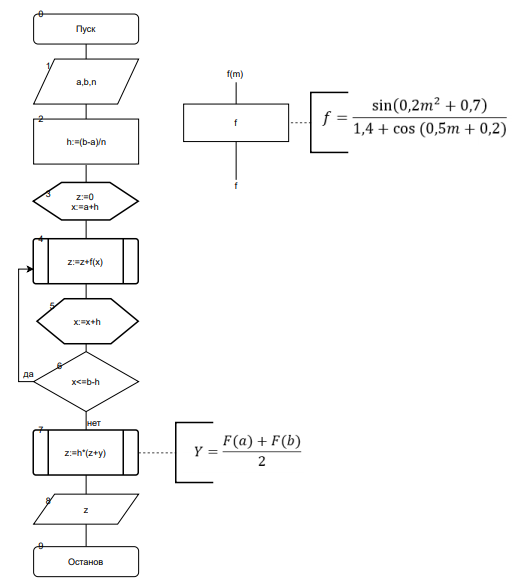 0
Пуск
1
a,b,n
2
h:=(b-a)/n
3
z:=0
x:=a+h
4
z:=z+f(x)
5
x:=x+h
6
x<=b-h
да
нет
7
z:=h*(z+y)
8
z
9
Останов
f(m)
f
f
f = sin(0,2m² + 0,7) / 1,4 + cos (0,5m + 0,2)
Y = F(a) + F(b) / 2